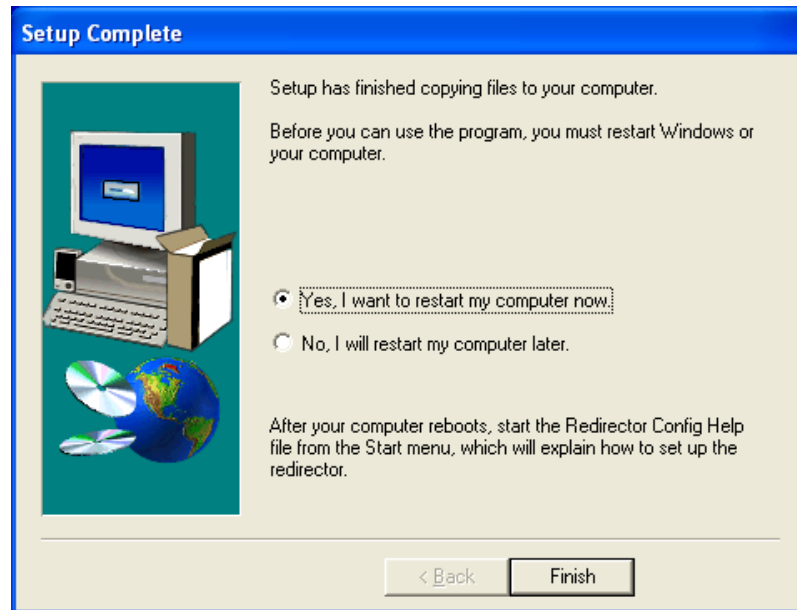 Setup Complete
Setup has finished copying files to your computer.
Before you can use the program, you must restart Windows or
your computer.
Yes, I want to restart my computer now.
No, I will restart my computer later.
After your computer reboots, start the Redirector Config Help
file from the Start menu, which will explain how to set up the
redirector.
< Back
Finish